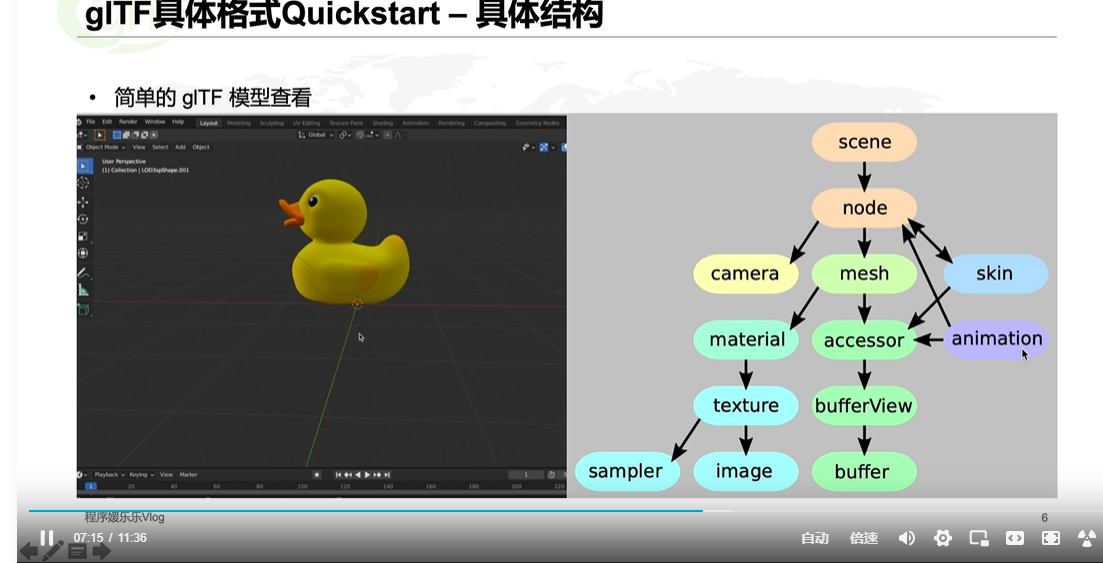 glTF具体格式Quickstart – 具体结构
• 简单的 glTF 模型查看
File Edit Render Window Help Layout Modeling Sculpting UV Editing Texture Paint Shading Animation Rendering Compositing Geometry Nodes
Global
Object Mode View Select Add Object
User Perspective
(1) Collection | LOD3spShape.001
Playback Keying View Marker
1
1 20 40 60 80 100 120 140 160 180 200 220
scene
node
camera mesh skin
material accessor animation
texture bufferView
sampler image buffer
程序媛乐乐Vlog
6
07:15 / 11:36
自动 倍速